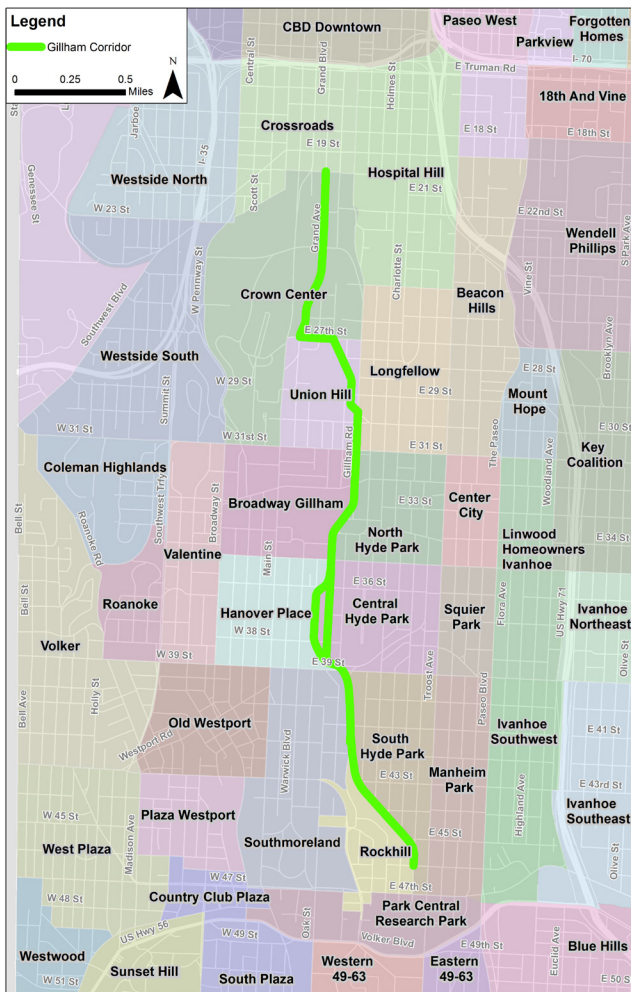 Legend
Gillham Corridor
0 0.25 0.5
Miles
N
CBD Downtown
Paseo West
Forgotten
Homes
Parkview
I- 70
E Truman Rd
Central St
Grand Blvd
Holmes St
Jarboe
18th And Vine
E 18 St
E 18th St
Crossroads
E 19 St
I- 35
Genessee St
Westside North
Scott St
Hospital Hill
E 21 St
W 23 St
Grand Ave
E 22nd St
Wendell
Phillips
S Park Ave
W Pennway St
Charlotte St
Vine St
Crown Center
Beacon
Hills
Southwest Blvd
E 27th St
Brooklyn Ave
Westside South
Longfellow
E 28 St
W 29 St
Union Hill
E 29 St
Mount
Hope
Summit St
W 31 St
W 31st St
E 31 St
E 30 St
The Paseo
Key
Coalition
Gillham Rd
Coleman Highlands
Southwest Trfy
Broadway St
Broadway Gillham
E 33 St
Center
City
Woodland Ave
Bell St
Roanoke Rd
North
Hyde Park
Linwood
Homeowners
Ivanhoe
E 34 St
Valentine
Main St
E 36 St
Bell St
Roanoke
Hanover Place
Central
Hyde Park
Squier
Park
Flora Ave
US Hwy 71
Ivanhoe
Northeast
W 38 St
Volker
W 39 St
E 39 St
Troost Ave
Olive St
Paseo Blvd
Holly St
Bell Ave
Old Westport
Westport Rd
Warwick Blvd
South
Hyde Park
Ivanhoe
Southwest
E 41 St
E 43 St
Manheim
Park
E 43rd St
Highland Ave
Ivanhoe
Southeast
W 45 St
Madison Ave
Plaza Westport
E 45 St
West Plaza
Southmoreland
Rockhill
Olive St
W 47 St
E 47th St
W 48 St
Country Club Plaza
Park Central
Research Park
Oak St
US Hwy 56
W 49 St
Volker Blvd
E 49th St
Euclid Ave
Blue Hills
Westwood
Sunset Hill
South Plaza
Western
49-63
Eastern
49-63
W 51 St
E 50 S